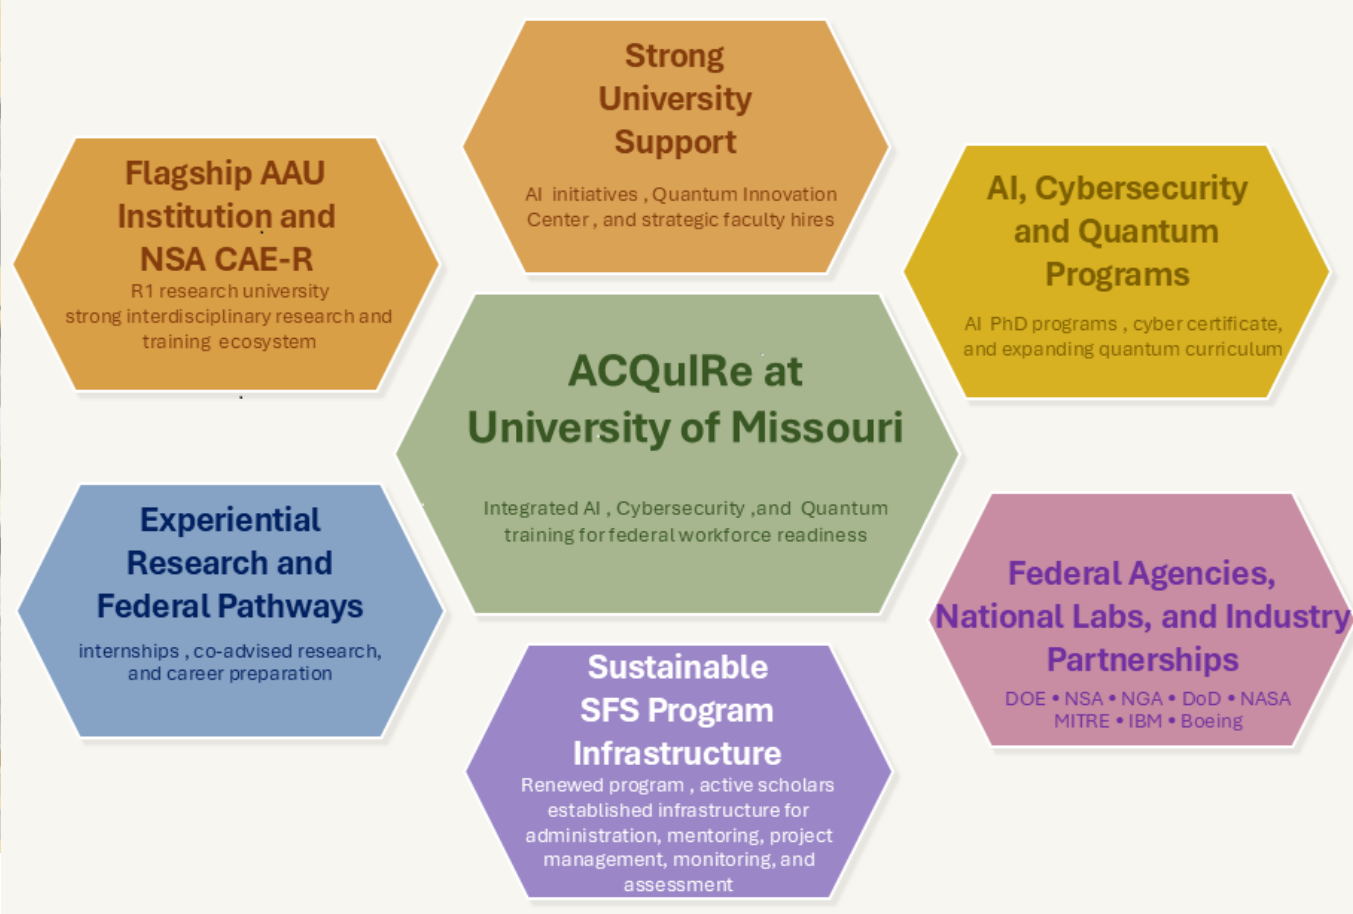 Strong
University
Support
AI initiatives , Quantum Innovation
Center , and strategic faculty hires
Flagship AAU
Institution and
NSA CAE-R
R1 research university
strong interdisciplinary research and
training ecosystem
AI, Cybersecurity
and Quantum
Programs
AI PhD programs , cyber certificate,
and expanding quantum curriculum
ACQuIRe at
University of Missouri
Integrated AI , Cybersecurity ,and Quantum
training for federal workforce readiness
Experiential
Research and
Federal Pathways
internships , co-advised research,
and career preparation
Federal Agencies,
National Labs, and Industry
Partnerships
DOE • NSA • NGA • DoD • NASA
MITRE • IBM • Boeing
Sustainable
SFS Program
Infrastructure
Renewed program , active scholars
established infrastructure for
administration, mentoring, project
management, monitoring, and
assessment